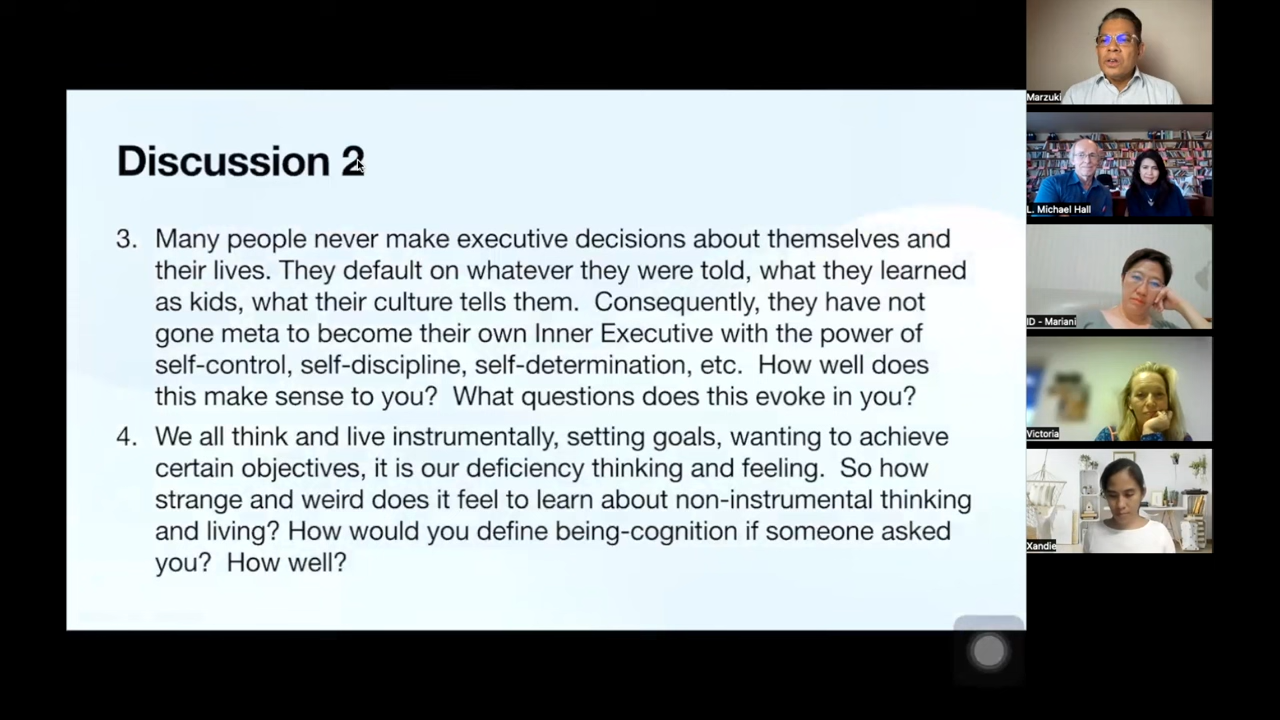 Discussion 2
3. Many people never make executive decisions about themselves and
their lives. They default on whatever they were told, what they learned
as kids, what their culture tells them. Consequently, they have not
gone meta to become their own Inner Executive with the power of
self-control, self-discipline, self-determination, etc. How well does
this make sense to you? What questions does this evoke in you?
4. We all think and live instrumentally, setting goals, wanting to achieve
certain objectives, it is our deficiency thinking and feeling. So how
strange and weird does it feel to learn about non-instrumental thinking
and living? How would you define being-cognition if someone asked
you? How well?
Marzuki
L. Michael Hall
ID - Mariani
Victoria
Xandie